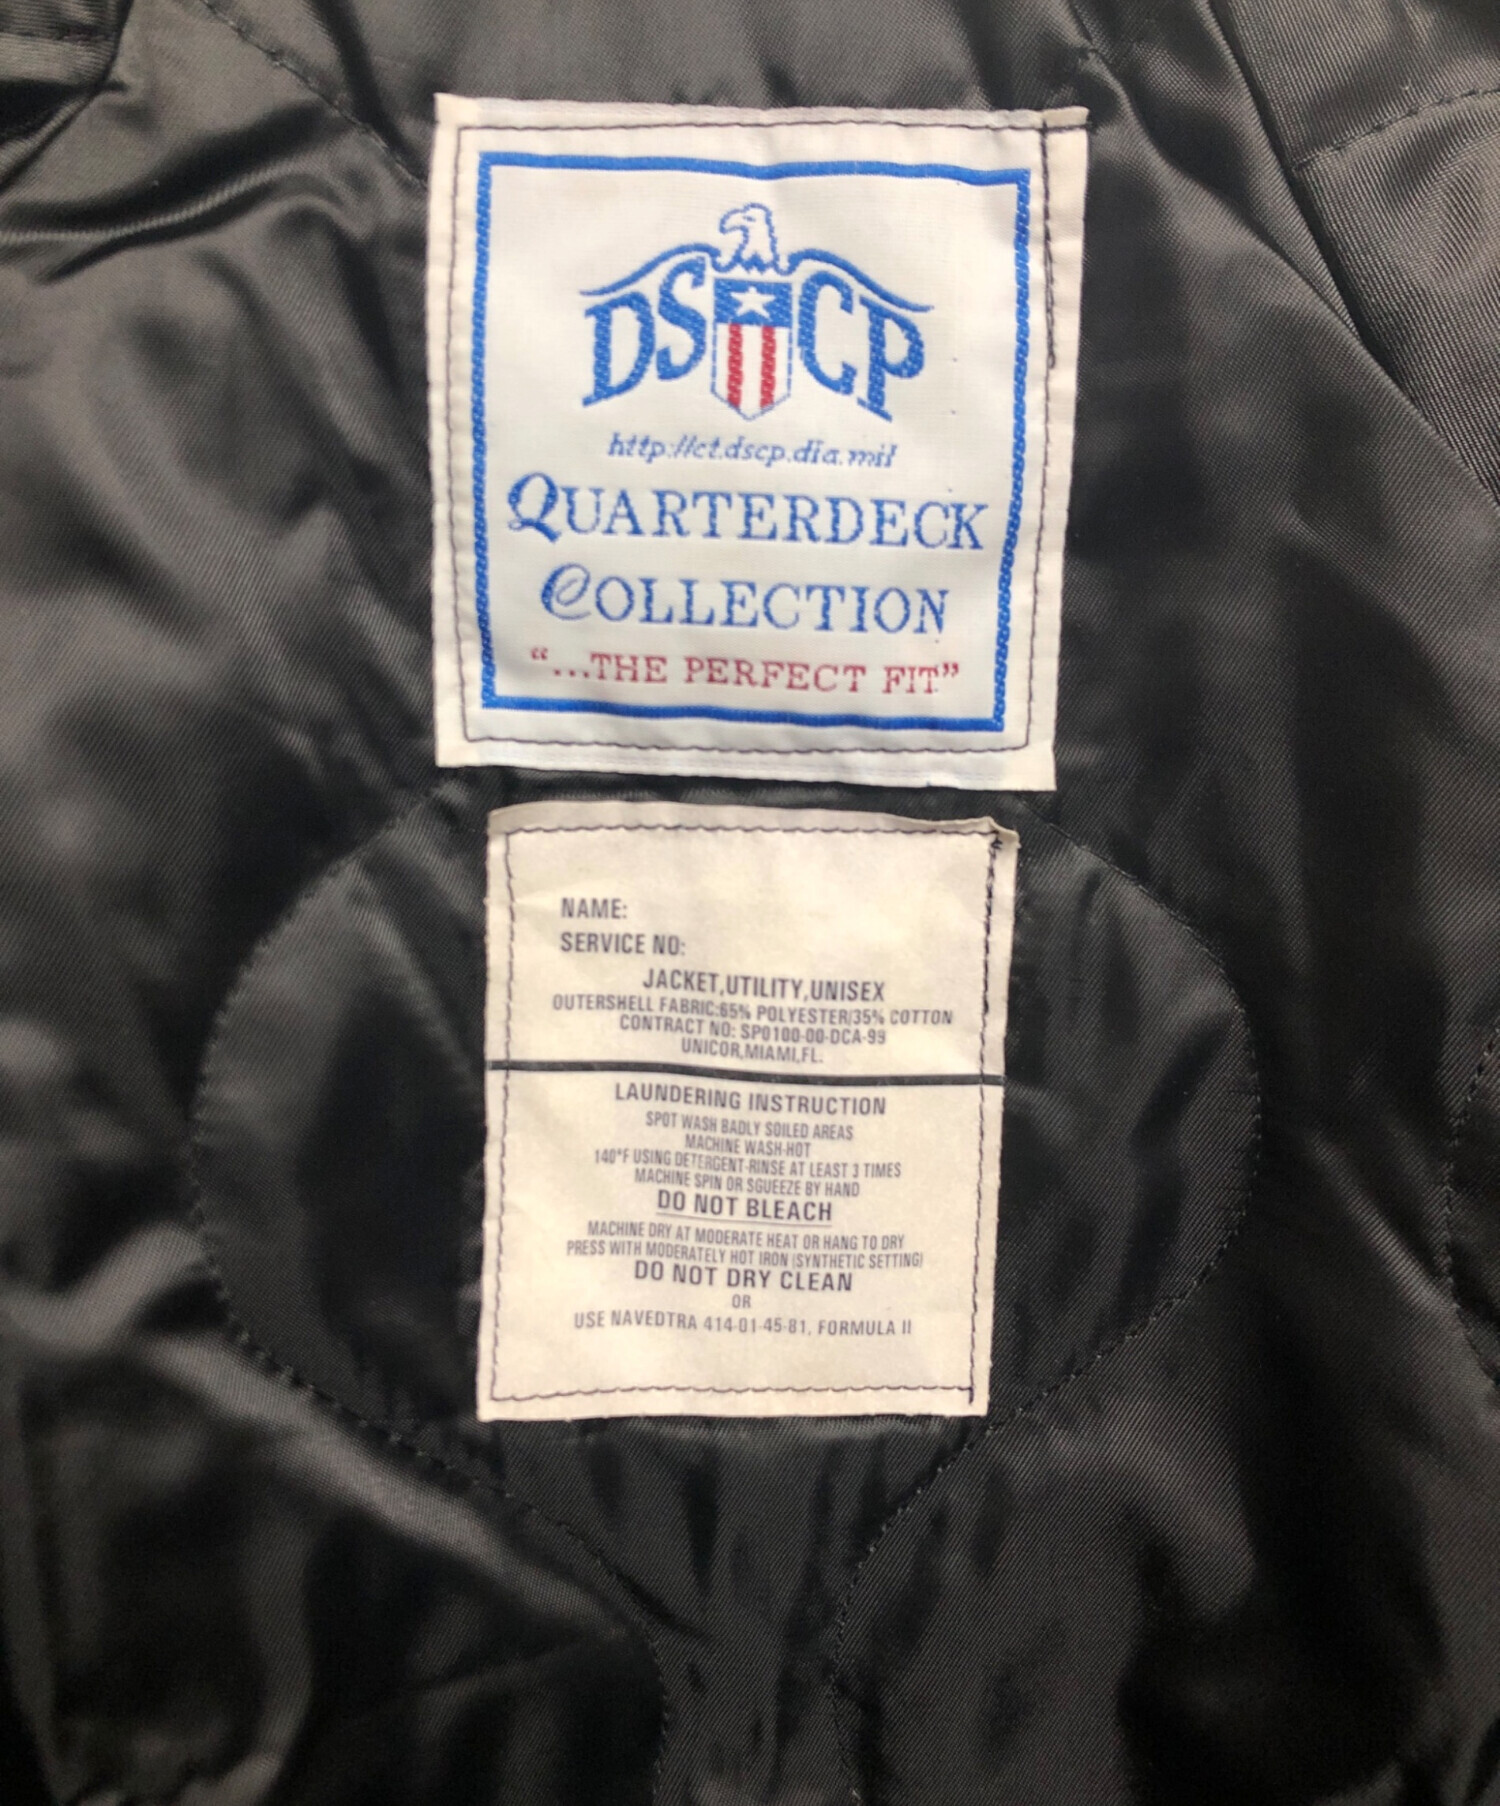 DSCP
http://ct.dscp.dla.mil
QUARTERDECK
COLLECTION
"...THE PERFECT FIT"
NAME:
SERVICE NO:
JACKET,UTILITY,UNISEX
OUTERSHELL FABRIC:65% POLYESTER/35% COTTON
CONTRACT NO: SP0100-00-DCA-99
UNICOR,MIAMI,FL.
LAUNDERING INSTRUCTION
SPOT WASH BADLY SOILED AREAS
MACHINE WASH-HOT
140°F USING DETERGENT-RINSE AT LEAST 3 TIMES
MACHINE SPIN OR SGUEEZE BY HAND
DO NOT BLEACH
MACHINE DRY AT MODERATE HEAT OR HANG TO DRY
PRESS WITH MODERATELY HOT IRON (SYNTHETIC SETTING)
DO NOT DRY CLEAN
OR
USE NAVEDTRA 414-01-45-81, FORMULA II